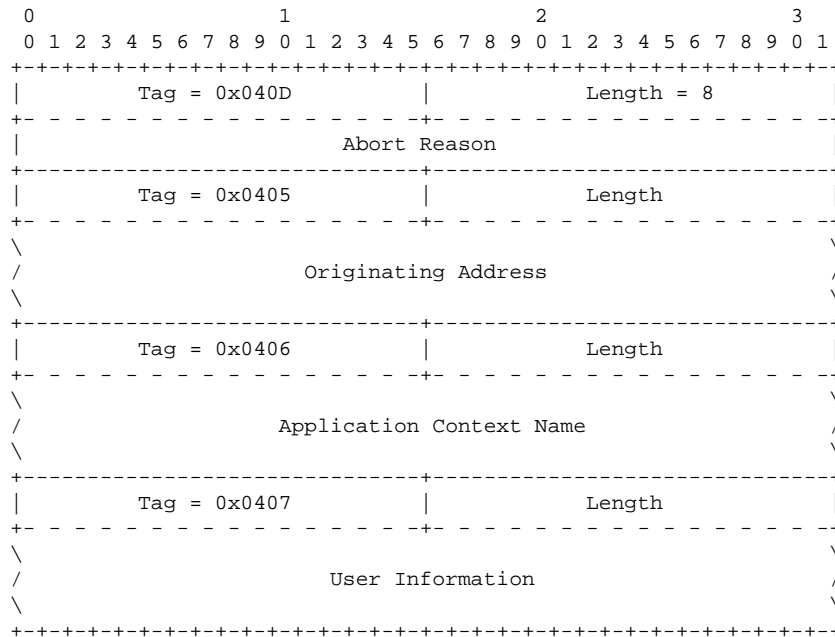 0                   1                   2                   3
0 1 2 3 4 5 6 7 8 9 0 1 2 3 4 5 6 7 8 9 0 1 2 3 4 5 6 7 8 9 0 1
Tag = 0x040D | Length = 8
Abort Reason
Tag = 0x0405 | Length
Originating Address
Tag = 0x0406 | Length
Application Context Name
Tag = 0x0407 | Length
User Information